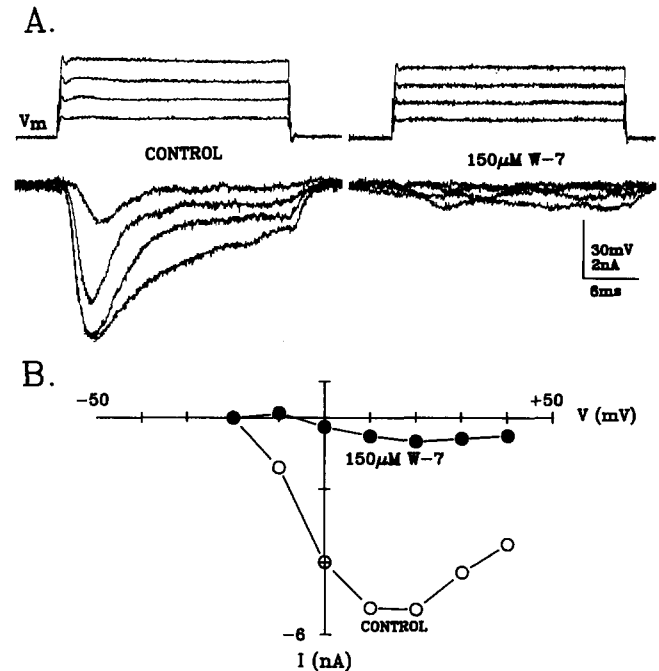 A.
Vm
CONTROL
150μM W-7
30mV
2nA
6ms
B.
-50
+50
V (mV)
150μM W-7
CONTROL
-6
I (nA)